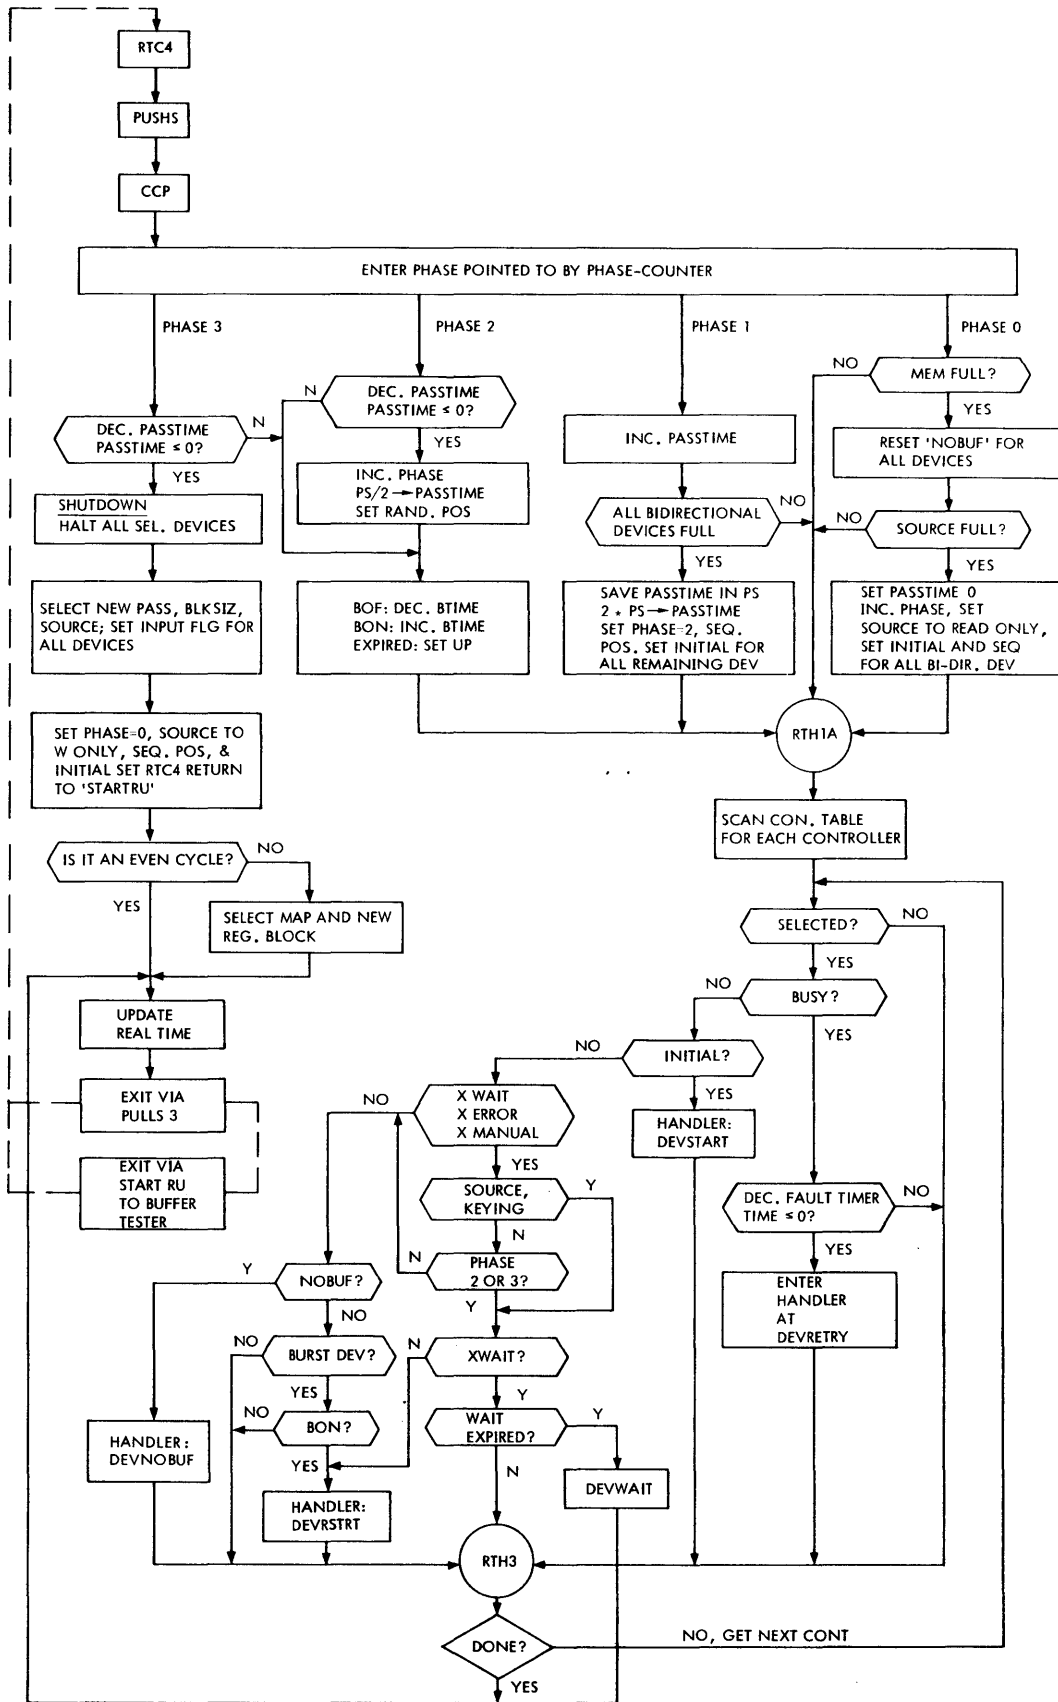 RTC4
PUSHS
CCP
ENTER PHASE POINTED TO BY PHASE-COUNTER
PHASE 3
PHASE 2
PHASE 1
PHASE 0
DEC. PASSTIME
PASSTIME ≤ 0?
N
YES
SHUTDOWN
HALT ALL SEL. DEVICES
SELECT NEW PASS, BLKSIZ,
SOURCE; SET INPUT FLG FOR
ALL DEVICES
SET PHASE=0, SOURCE TO
W ONLY, SEQ. POS, &
INITIAL SET RTC4 RETURN
TO 'STARTRU'
IS IT AN EVEN CYCLE?
NO
YES
SELECT MAP AND NEW
REG. BLOCK
UPDATE
REAL TIME
EXIT VIA
PULLS 3
EXIT VIA
START RU
TO BUFFER
TESTER
N
DEC. PASSTIME
PASSTIME ≤ 0?
YES
INC. PHASE
PS/2 → PASSTIME
SET RAND. POS
BOF: DEC. BTIME
BON: INC. BTIME
EXPIRED: SET UP
INC. PASSTIME
ALL BIDIRECTIONAL
DEVICES FULL
NO
YES
SAVE PASSTIME IN PS
2 * PS → PASSTIME
SET PHASE=2, SEQ.
POS. SET INITIAL FOR
ALL REMAINING DEV
NO
MEM FULL?
YES
RESET 'NOBUF' FOR
ALL DEVICES
NO
SOURCE FULL?
YES
SET PASSTIME 0
INC. PHASE, SET
SOURCE TO READ ONLY,
SET INITIAL AND SEQ
FOR ALL BI-DIR. DEV
RTH1A
SCAN CON. TABLE
FOR EACH CONTROLLER
SELECTED?
NO
YES
NO
BUSY?
YES
NO
INITIAL?
YES
HANDLER:
DEVSTART
DEC. FAULT TIMER
TIME ≤ 0?
NO
YES
ENTER
HANDLER
AT
DEVRETRY
NO
X WAIT
X ERROR
X MANUAL
YES
SOURCE,
KEYING
Y
N
N
PHASE
2 OR 3?
Y
Y
NOBUF?
NO
NO
BURST DEV?
YES
NO
BON?
YES
HANDLER:
DEVNOBUF
HANDLER:
DEVRSTRT
N
XWAIT?
Y
WAIT
EXPIRED?
Y
N
DEVWAIT
RTH3
DONE?
NO, GET NEXT CONT
YES